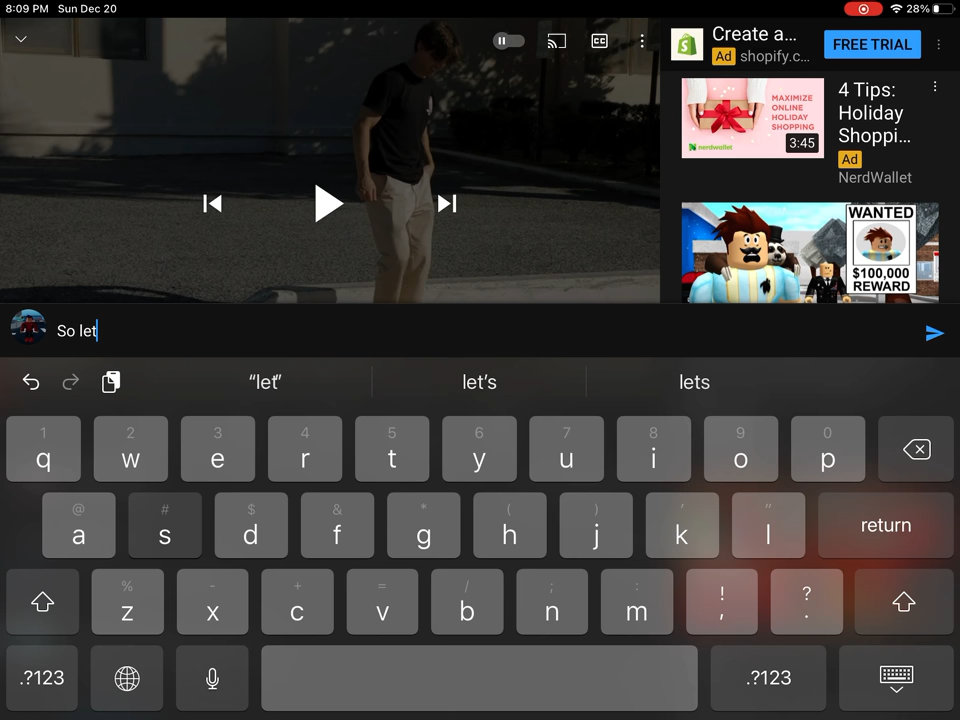 8:09 PM Sun Dec 20
28%
CC
Create a...
Ad shopify.c...
FREE TRIAL
MAXIMIZE
ONLINE
HOLIDAY
SHOPPING
nerdwallet
3:45
4 Tips:
Holiday
Shoppi...
Ad
NerdWallet
WANTED
$100,000
REWARD
So let
“let” let’s lets
1 2 3 4 5 6 7 8 9 0
q w e r t y u i o p
@ # $ & * ( ) ' "
a s d f g h j k l return
% - + = / ; : ! ?
z x c v b n m , .
.?123 .?123